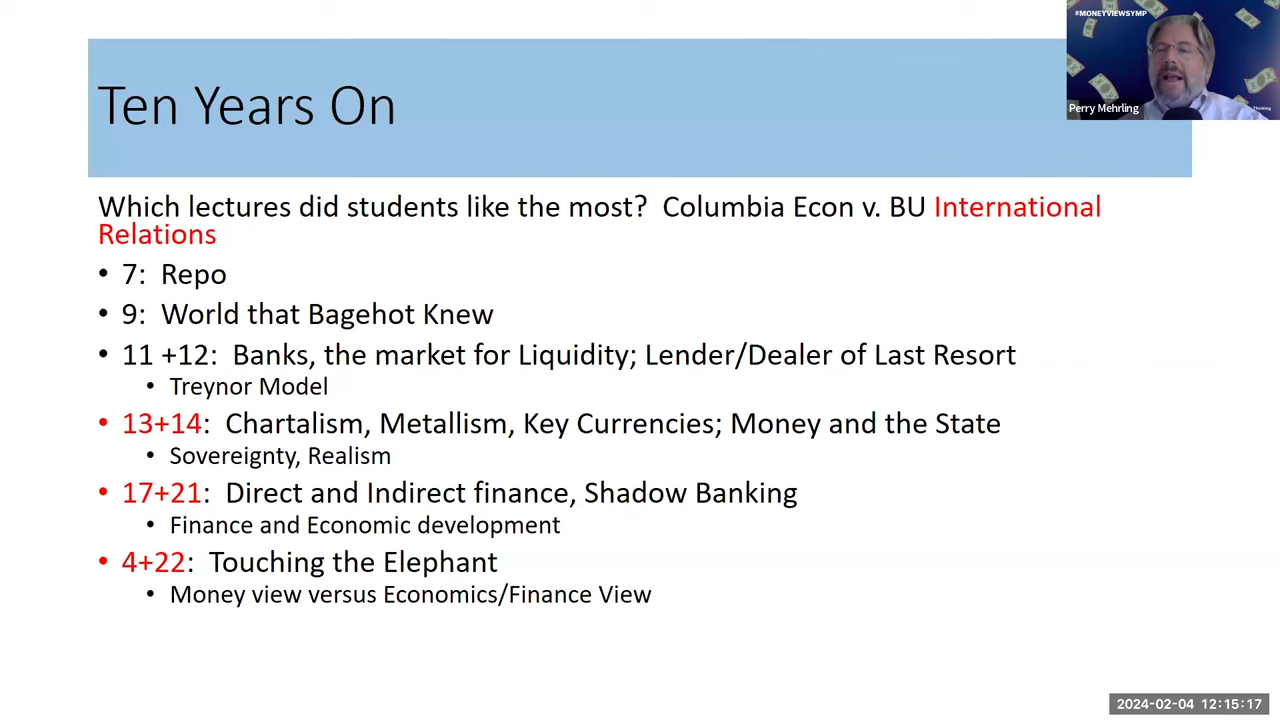 #MONEYVIEWSYMP
Perry Mehrling
Thinking
Ten Years On
Which lectures did students like the most?  Columbia Econ v. BU International
Relations
• 7:  Repo
• 9:  World that Bagehot Knew
• 11 +12:  Banks, the market for Liquidity; Lender/Dealer of Last Resort
• Treynor Model
• 13+14:  Chartalism, Metallism, Key Currencies; Money and the State
• Sovereignty, Realism
• 17+21:  Direct and Indirect finance, Shadow Banking
• Finance and Economic development
• 4+22:  Touching the Elephant
• Money view versus Economics/Finance View
2024-02-04 12:15:17